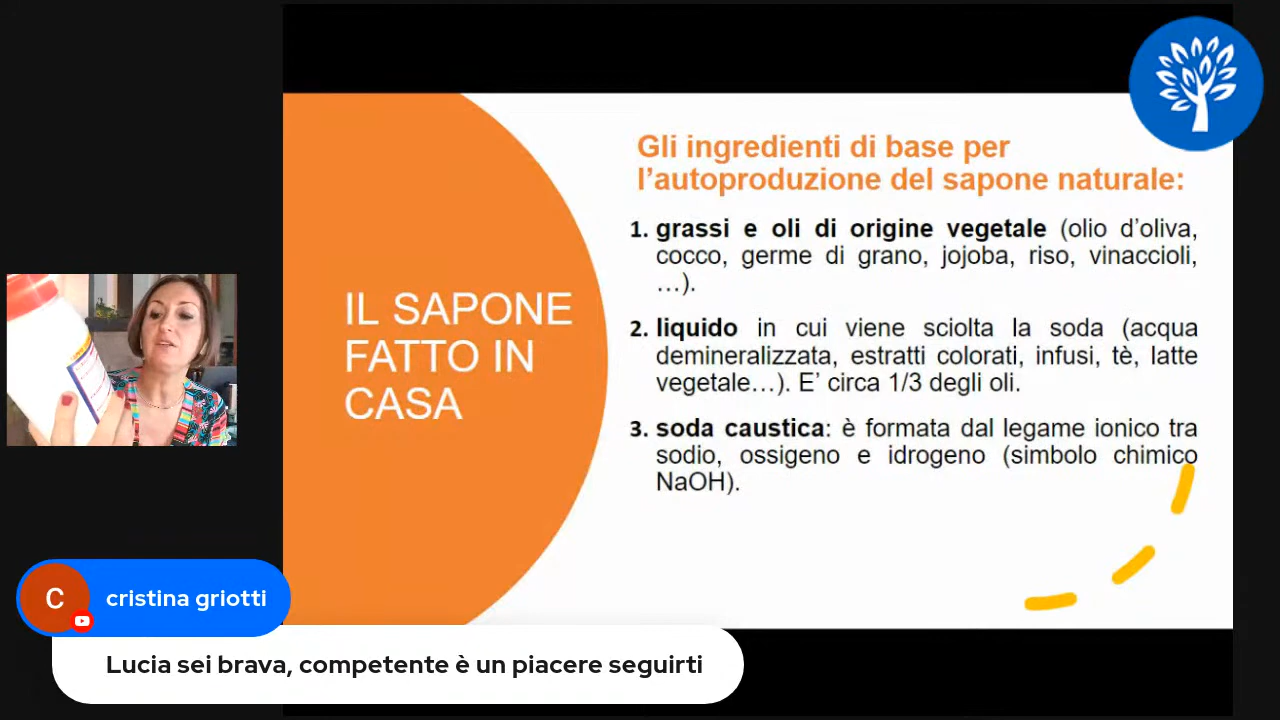 IL SAPONE
FATTO IN
CASA
Gli ingredienti di base per
l'autoproduzione del sapone naturale:
1. grassi e oli di origine vegetale (olio d'oliva,
cocco, germe di grano, jojoba, riso, vinaccioli,
…).
2. liquido in cui viene sciolta la soda (acqua
demineralizzata, estratti colorati, infusi, tè, latte
vegetale…). E' circa 1/3 degli oli.
3. soda caustica: è formata dal legame ionico tra
sodio, ossigeno e idrogeno (simbolo chimico
NaOH).
C
cristina griotti
Lucia sei brava, competente è un piacere seguirti